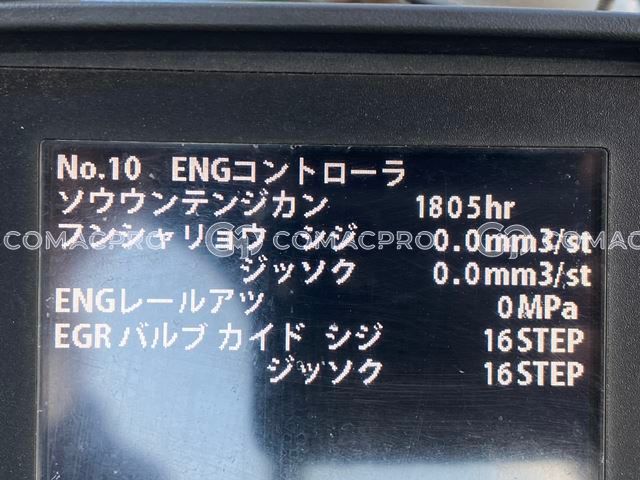 No.10 ENGコントローラ
ソウウンテンジカン 1805hr
フンシャリョウ シジ 0.0mm3/st
ジッソク 0.0mm3/st
ENGレールアツ 0MPa
EGRバルブカイド シジ 16STEP
ジッソク 16STEP
COMACPRO COMACPRO COMACPRO